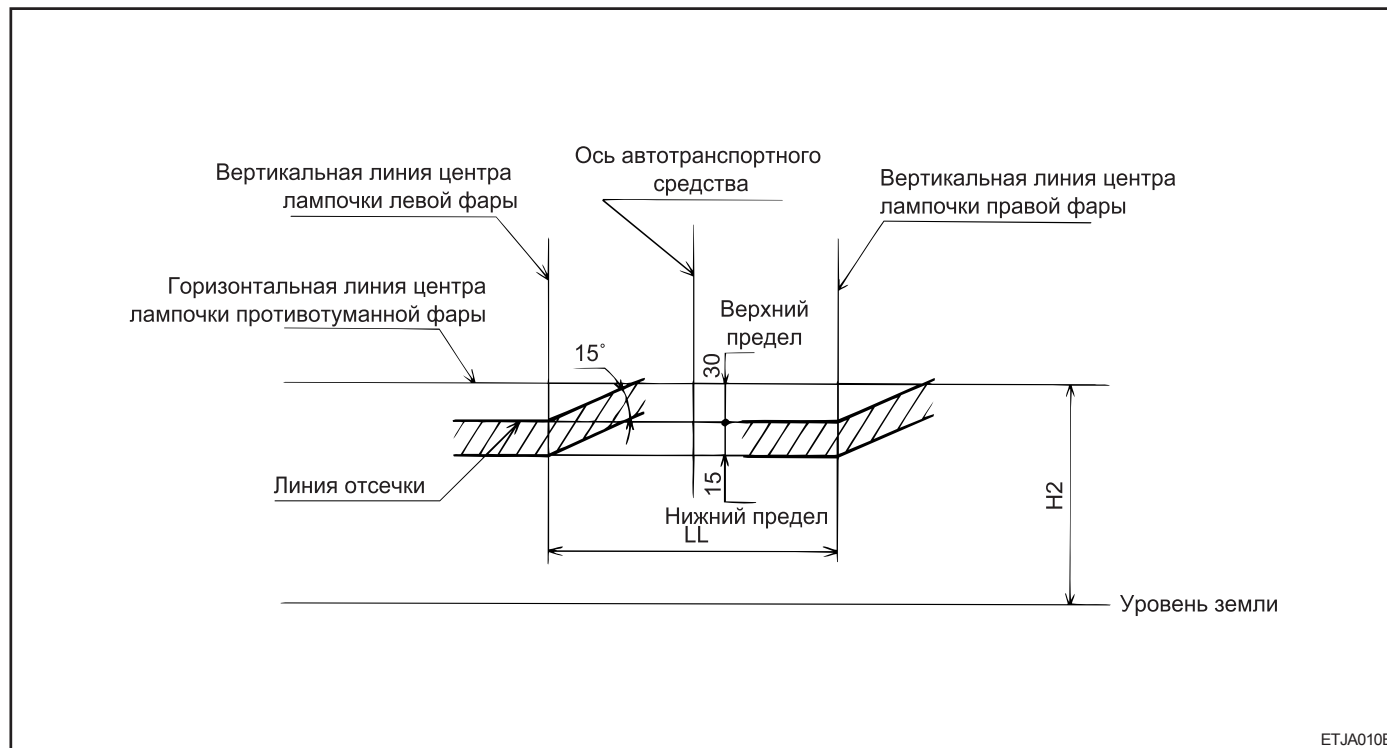 Ось автотранспортного
средства
Вертикальная линия центра
лампочки левой фары
Вертикальная линия центра
лампочки правой фары
Горизонтальная линия центра
лампочки противотуманной фары
Верхний
предел
15°
30
Линия отсечки
15
Нижний предел
LL
H2
Уровень земли
ETJA010E